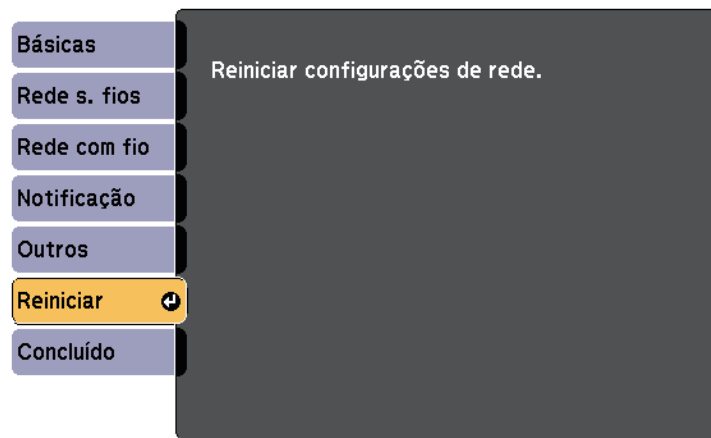 Básicas
Rede s. fios
Rede com fio
Notificação
Outros
Reiniciar
Concluído
Reiniciar configurações de rede.